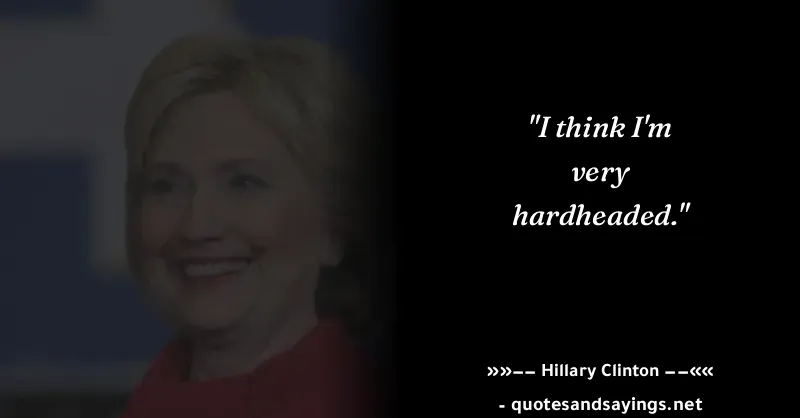 "I think I'm
very
hardheaded."
»»–– Hillary Clinton ––««
- quotesandsayings.net